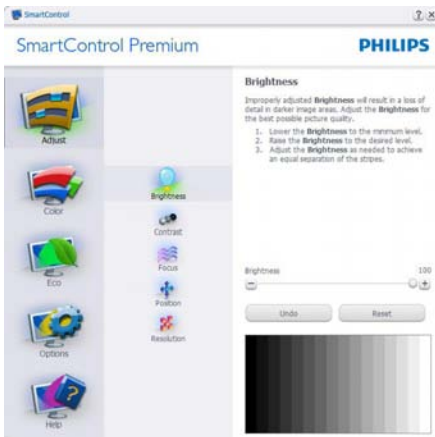 SmartControl
SmartControl Premium
PHILIPS
Adjust
Color
Eco
Options
Help
Brightness
Contrast
Focus
Position
Resolution
Brightness
Improperly adjusted Brightness will result in a loss of
detail in darker image areas. Adjust the Brightness for
the best possible picture quality.
1. Lower the Brightness to the minimum level.
2. Raise the Brightness to the desired level.
3. Adjust the Brightness as needed to achieve
an equal separation of the stripes.
Brightness 100
Undo Reset